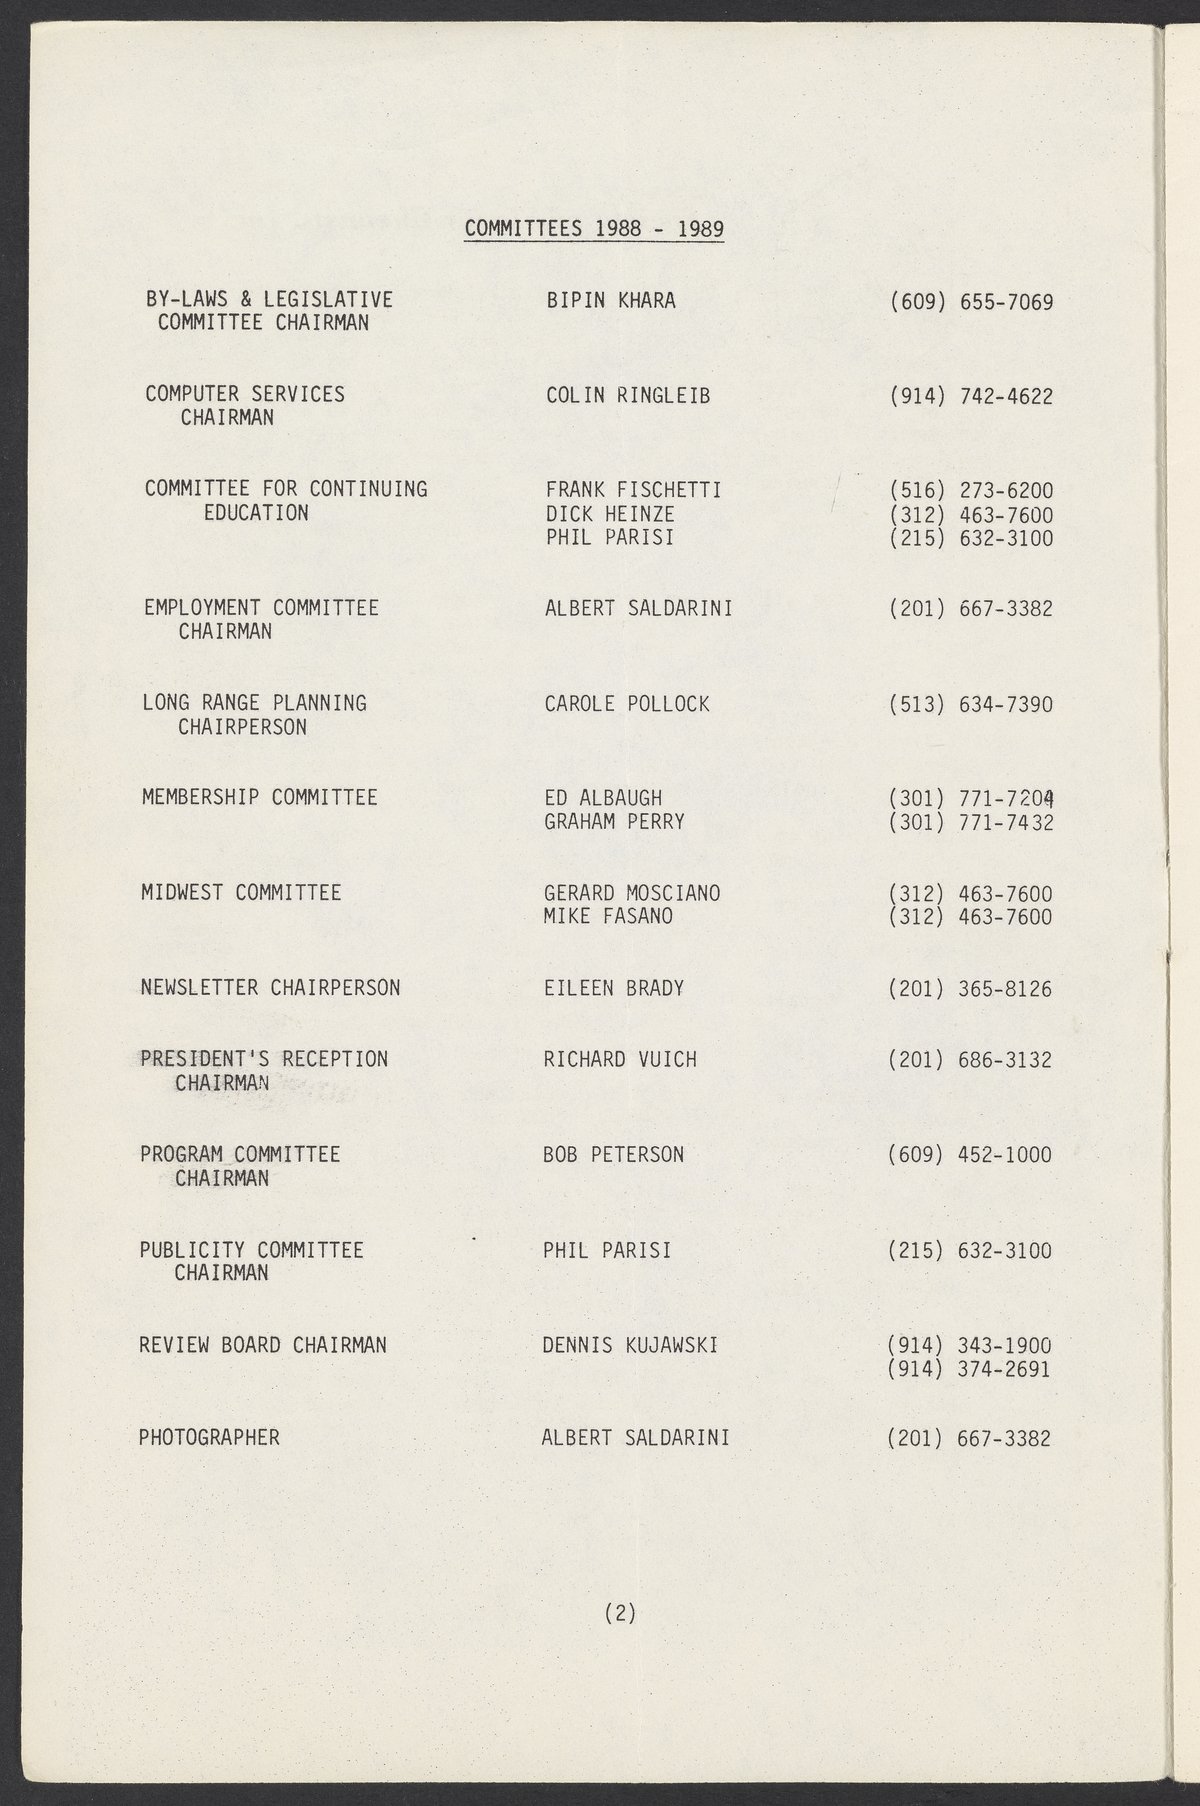 COMMITTEES 1988 - 1989
BY-LAWS & LEGISLATIVE BIPIN KHARA (609) 655-7069
COMMITTEE CHAIRMAN
COMPUTER SERVICES COLIN RINGLEIB (914) 742-4622
CHAIRMAN
COMMITTEE FOR CONTINUING FRANK FISCHETTI (516) 273-6200
EDUCATION DICK HEINZE (312) 463-7600
PHIL PARISI (215) 632-3100
EMPLOYMENT COMMITTEE ALBERT SALDARINI (201) 667-3382
CHAIRMAN
LONG RANGE PLANNING CAROLE POLLOCK (513) 634-7390
CHAIRPERSON
MEMBERSHIP COMMITTEE ED ALBAUGH (301) 771-7204
GRAHAM PERRY (301) 771-7432
MIDWEST COMMITTEE GERARD MOSCIANO (312) 463-7600
MIKE FASANO (312) 463-7600
NEWSLETTER CHAIRPERSON EILEEN BRADY (201) 365-8126
PRESIDENT'S RECEPTION RICHARD VUICH (201) 686-3132
CHAIRMAN
PROGRAM COMMITTEE BOB PETERSON (609) 452-1000
CHAIRMAN
PUBLICITY COMMITTEE PHIL PARISI (215) 632-3100
CHAIRMAN
REVIEW BOARD CHAIRMAN DENNIS KUJAWSKI (914) 343-1900
(914) 374-2691
PHOTOGRAPHER ALBERT SALDARINI (201) 667-3382
(2)